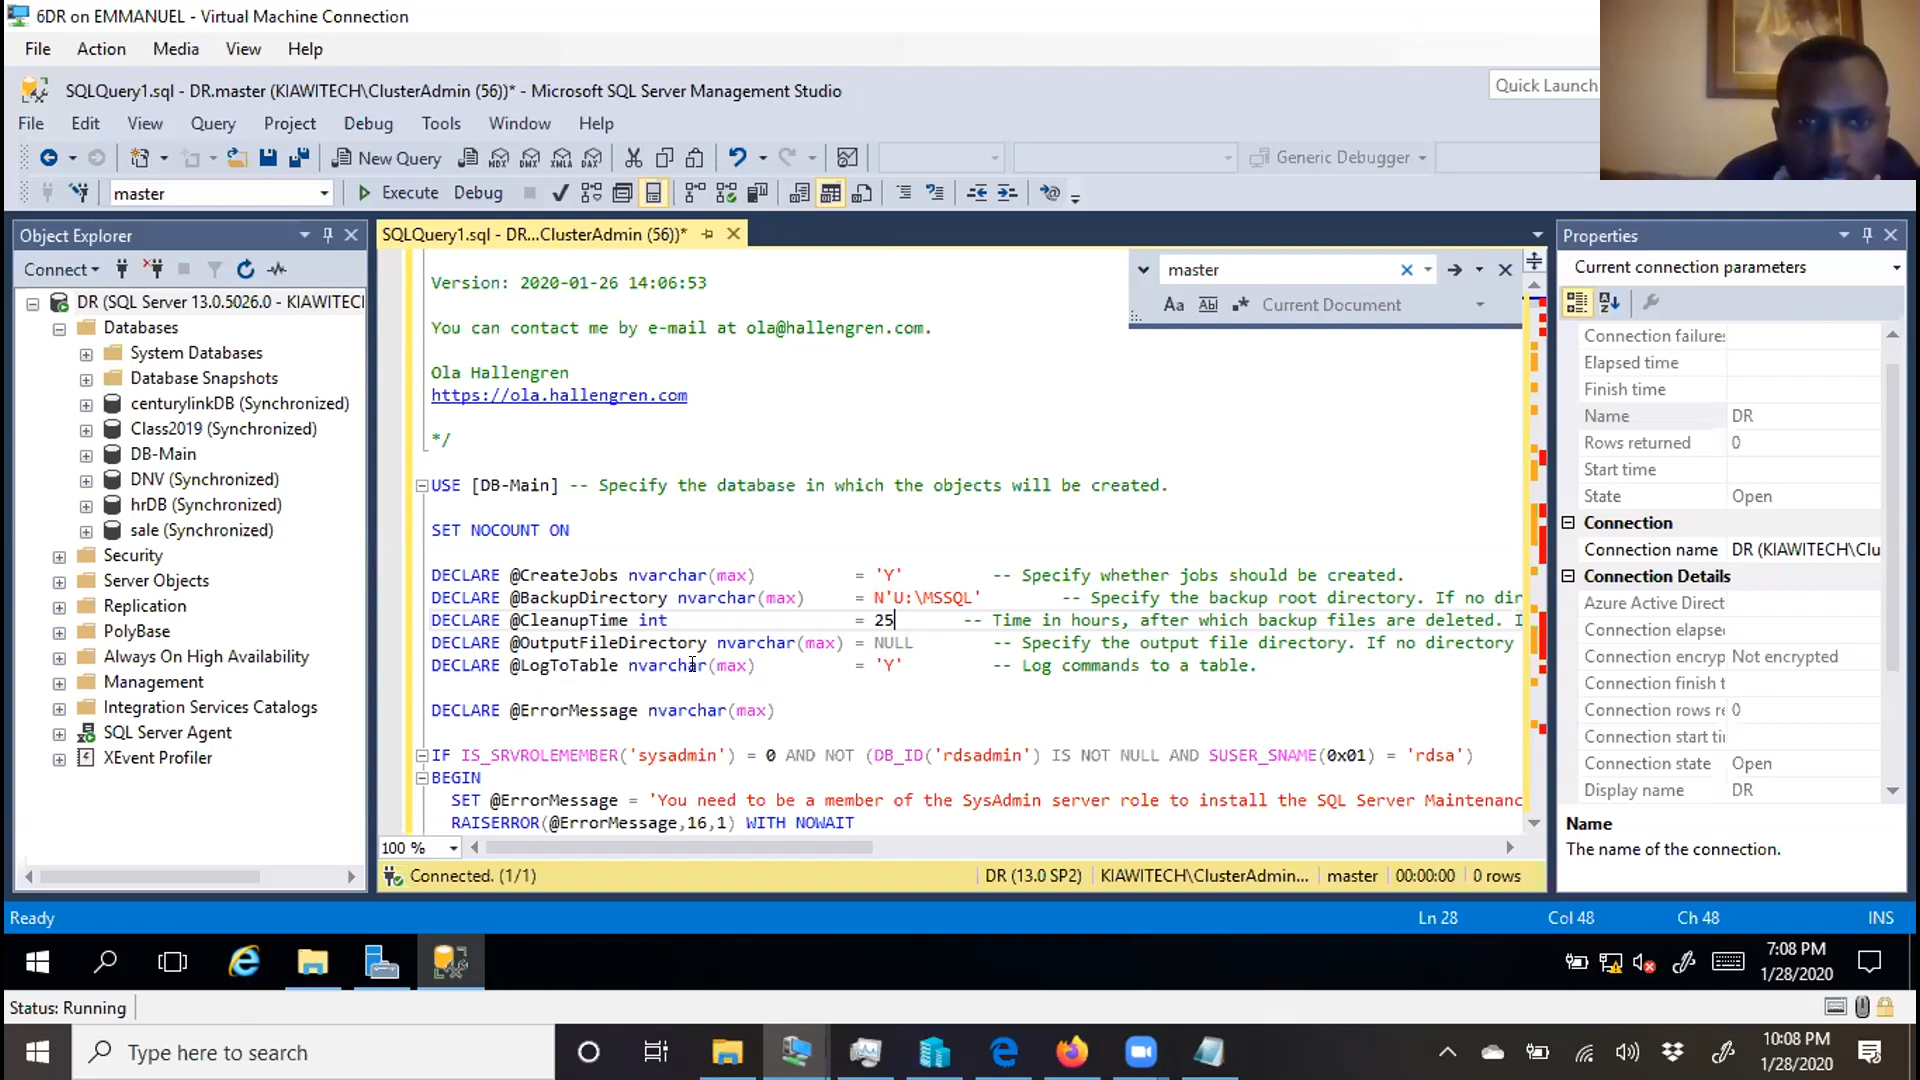 6DR on EMMANUEL - Virtual Machine Connection
File Action Media View Help
SQLQuery1.sql - DR.master (KIAWITECH\ClusterAdmin (56))* - Microsoft SQL Server Management Studio
Quick Launch
File Edit View Query Project Debug Tools Window Help
New Query
MDX DMX XMLA DAX
Generic Debugger
master
Execute Debug
Object Explorer
Connect
DR (SQL Server 13.0.5026.0 - KIAWITECH
Databases
System Databases
Database Snapshots
centurylinkDB (Synchronized)
Class2019 (Synchronized)
DB-Main
DNV (Synchronized)
hrDB (Synchronized)
sale (Synchronized)
Security
Server Objects
Replication
PolyBase
Always On High Availability
Management
Integration Services Catalogs
SQL Server Agent
XEvent Profiler
SQLQuery1.sql - DR...ClusterAdmin (56))*
master
Aa Abl Current Document
Version: 2020-01-26 14:06:53
You can contact me by e-mail at ola@hallengren.com.
Ola Hallengren
https://ola.hallengren.com
*/
USE [DB-Main] -- Specify the database in which the objects will be created.
SET NOCOUNT ON
DECLARE @CreateJobs nvarchar(max) = 'Y' -- Specify whether jobs should be created.
DECLARE @BackupDirectory nvarchar(max) = N'U:\MSSQL' -- Specify the backup root directory. If no dir
DECLARE @CleanupTime int = 25 -- Time in hours, after which backup files are deleted. I
DECLARE @OutputFileDirectory nvarchar(max) = NULL -- Specify the output file directory. If no directory
DECLARE @LogToTable nvarchar(max) = 'Y' -- Log commands to a table.
DECLARE @ErrorMessage nvarchar(max)
IF IS_SRVROLEMEMBER('sysadmin') = 0 AND NOT (DB_ID('rdsadmin') IS NOT NULL AND SUSER_SNAME(0x01) = 'rdsa')
BEGIN
SET @ErrorMessage = 'You need to be a member of the SysAdmin server role to install the SQL Server Maintenanc
RAISERROR(@ErrorMessage,16,1) WITH NOWAIT
100 %
Connected. (1/1)
DR (13.0 SP2) KIAWITECH\ClusterAdmin... master 00:00:00 0 rows
Properties
Current connection parameters
Connection failures
Elapsed time
Finish time
Name DR
Rows returned 0
Start time
State Open
Connection
Connection name DR (KIAWITECH\Clu
Connection Details
Azure Active Direct
Connection elapse
Connection encryp Not encrypted
Connection finish t
Connection rows re 0
Connection start tir
Connection state Open
Display name DR
Name
The name of the connection.
Ready
Ln 28 Col 48 Ch 48 INS
7:08 PM
1/28/2020
Status: Running
Type here to search
10:08 PM
1/28/2020